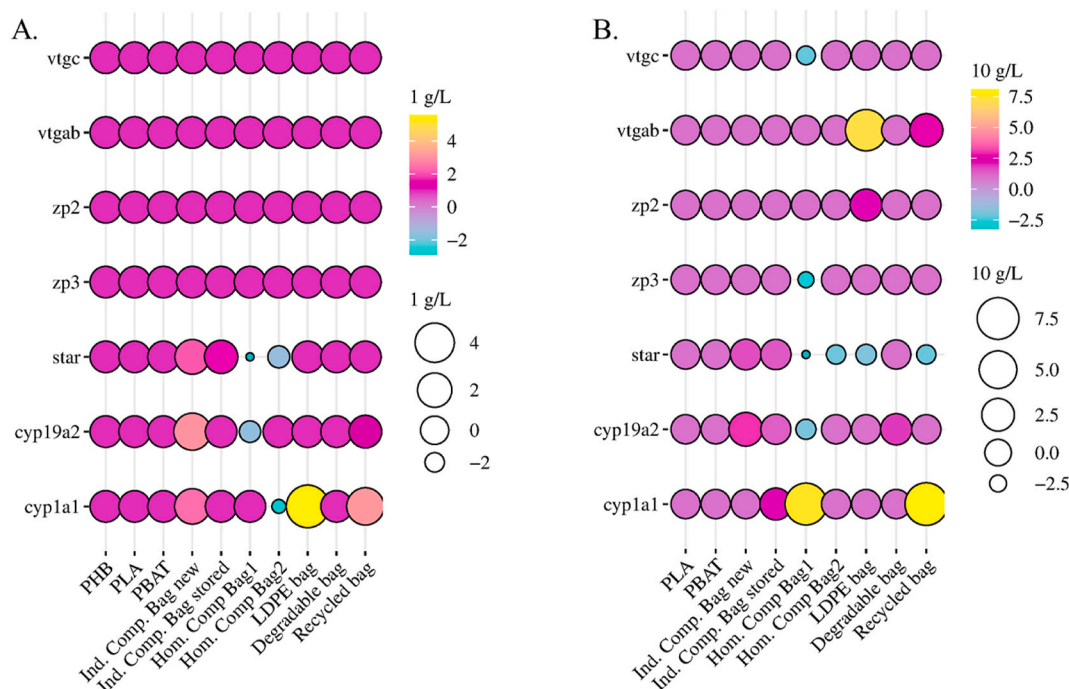 A.
vtgc
vtgab
zp2
zp3
star
cyp19a2
cyp1a1
PHB
PLA
PBAT
Ind. Comp. Bag new
Ind. Comp. Bag stored
Hom. Comp Bag1
Hom. Comp Bag2
LDPE bag
Degradable bag
Recycled bag
1 g/L
4
2
0
−2
1 g/L
4
2
0
−2
B.
vtgc
vtgab
zp2
zp3
star
cyp19a2
cyp1a1
PLA
PBAT
Ind. Comp. Bag new
Ind. Comp. Bag stored
Hom. Comp Bag1
Hom. Comp Bag2
LDPE bag
Degradable bag
Recycled bag
10 g/L
7.5
5.0
2.5
0.0
−2.5
10 g/L
7.5
5.0
2.5
0.0
−2.5